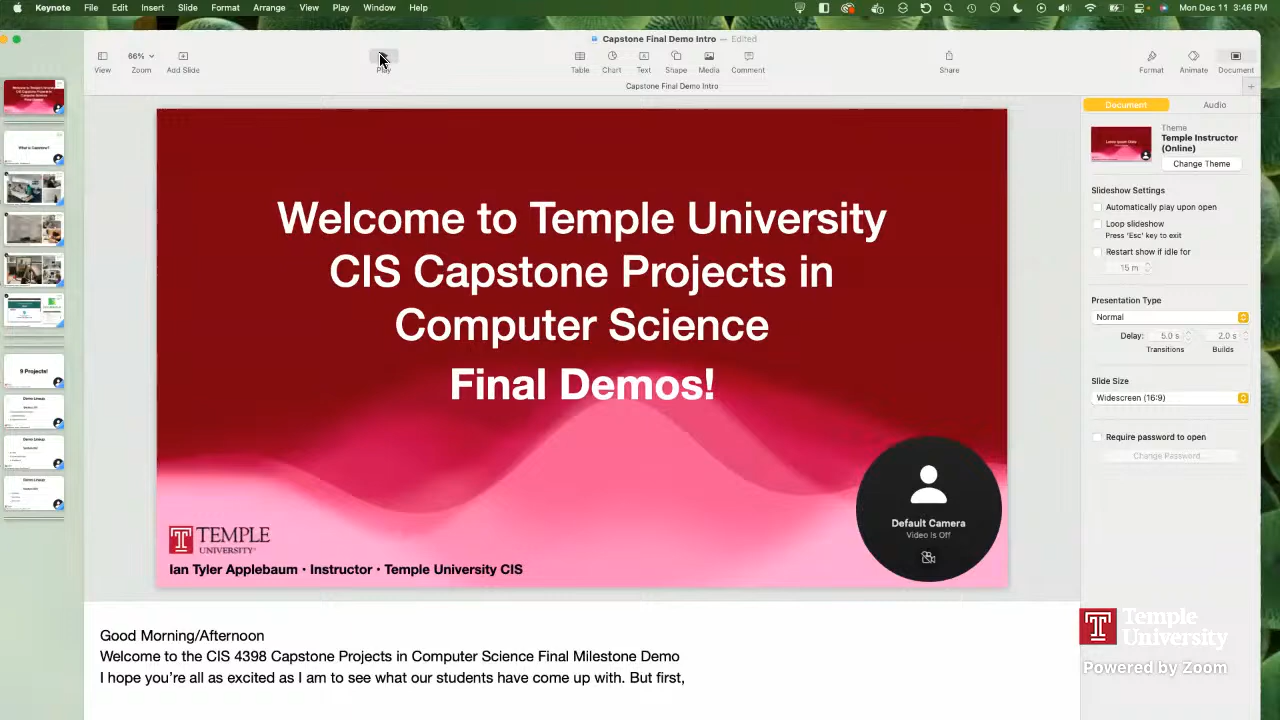 Keynote File Edit Insert Slide Format Arrange View Play Window Help
Mon Dec 11 3:46 PM
Capstone Final Demo Intro — Edited
66%
View Zoom Add Slide Play Table Chart Text Shape Media Comment Share Format Animate Document
Capstone Final Demo Intro
Document Audio
Theme
Temple Instructor
(Online)
Change Theme
Slideshow Settings
Automatically play upon open
Loop slideshow
Press 'Esc' key to exit
Restart show if idle for
15 m
Presentation Type
Normal
Delay: 5.0 s 2.0 s
Transitions Builds
Slide Size
Widescreen (16:9)
Require password to open
Change Password...
What is Capstone?
9 Projects!
Demo Lineup
Demo Lineup
Demo Lineup
Welcome to Temple University
CIS Capstone Projects in
Computer Science
Final Demos!
Default Camera
Video is Off
TEMPLE
UNIVERSITY
Ian Tyler Applebaum · Instructor · Temple University CIS
Good Morning/Afternoon
Welcome to the CIS 4398 Capstone Projects in Computer Science Final Milestone Demo
I hope you're all as excited as I am to see what our students have come up with. But first,
Temple
University
Powered by Zoom